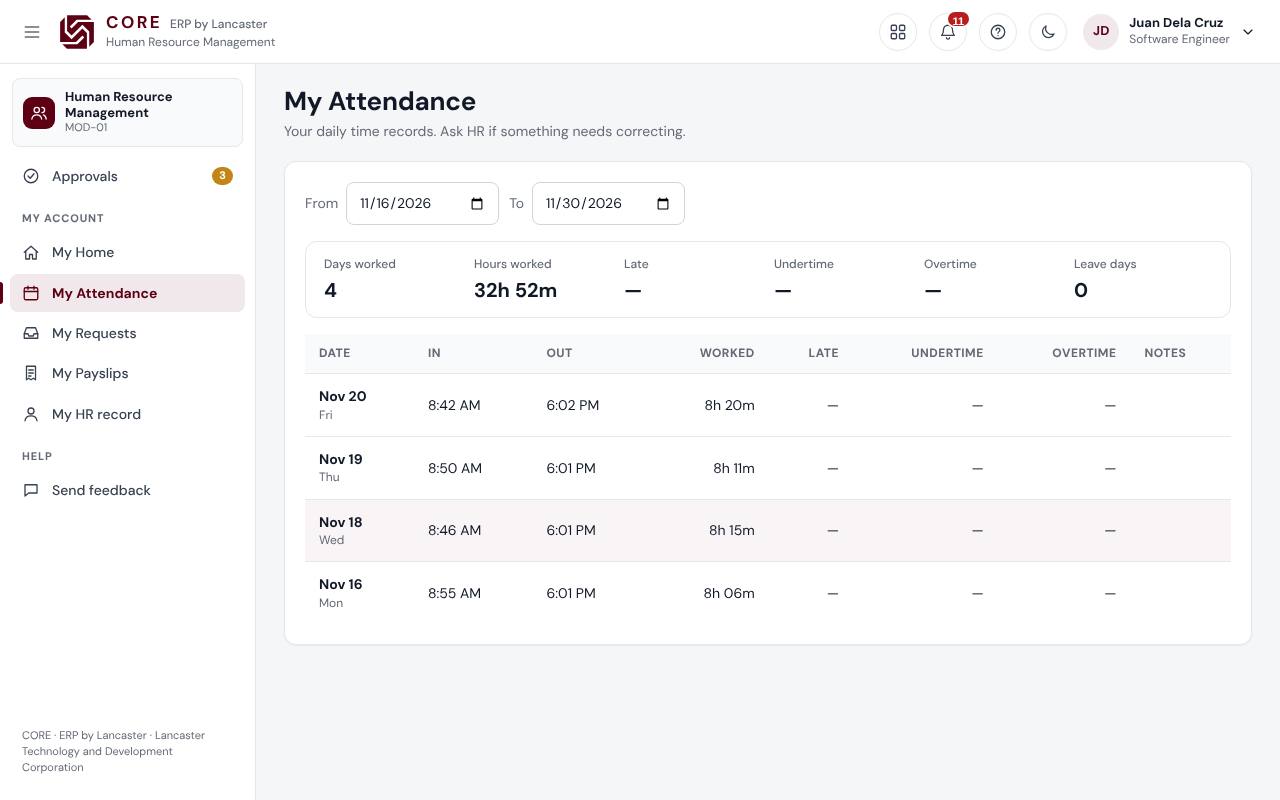 CORE ERP by Lancaster
Human Resource Management
11
JD
Juan Dela Cruz
Software Engineer
Human Resource
Management
MOD-01
Approvals 3
MY ACCOUNT
My Home
My Attendance
My Requests
My Payslips
My HR record
HELP
Send feedback
CORE · ERP by Lancaster · Lancaster
Technology and Development
Corporation
My Attendance
Your daily time records. Ask HR if something needs correcting.
From 11/16/2026 To 11/30/2026
Days worked Hours worked Late Undertime Overtime Leave days
4 32h 52m — — — 0
DATE IN OUT WORKED LATE UNDERTIME OVERTIME NOTES
Nov 20
Fri
8:42 AM 6:02 PM 8h 20m — — —
Nov 19
Thu
8:50 AM 6:01 PM 8h 11m — — —
Nov 18
Wed
8:46 AM 6:01 PM 8h 15m — — —
Nov 16
Mon
8:55 AM 6:01 PM 8h 06m — — —